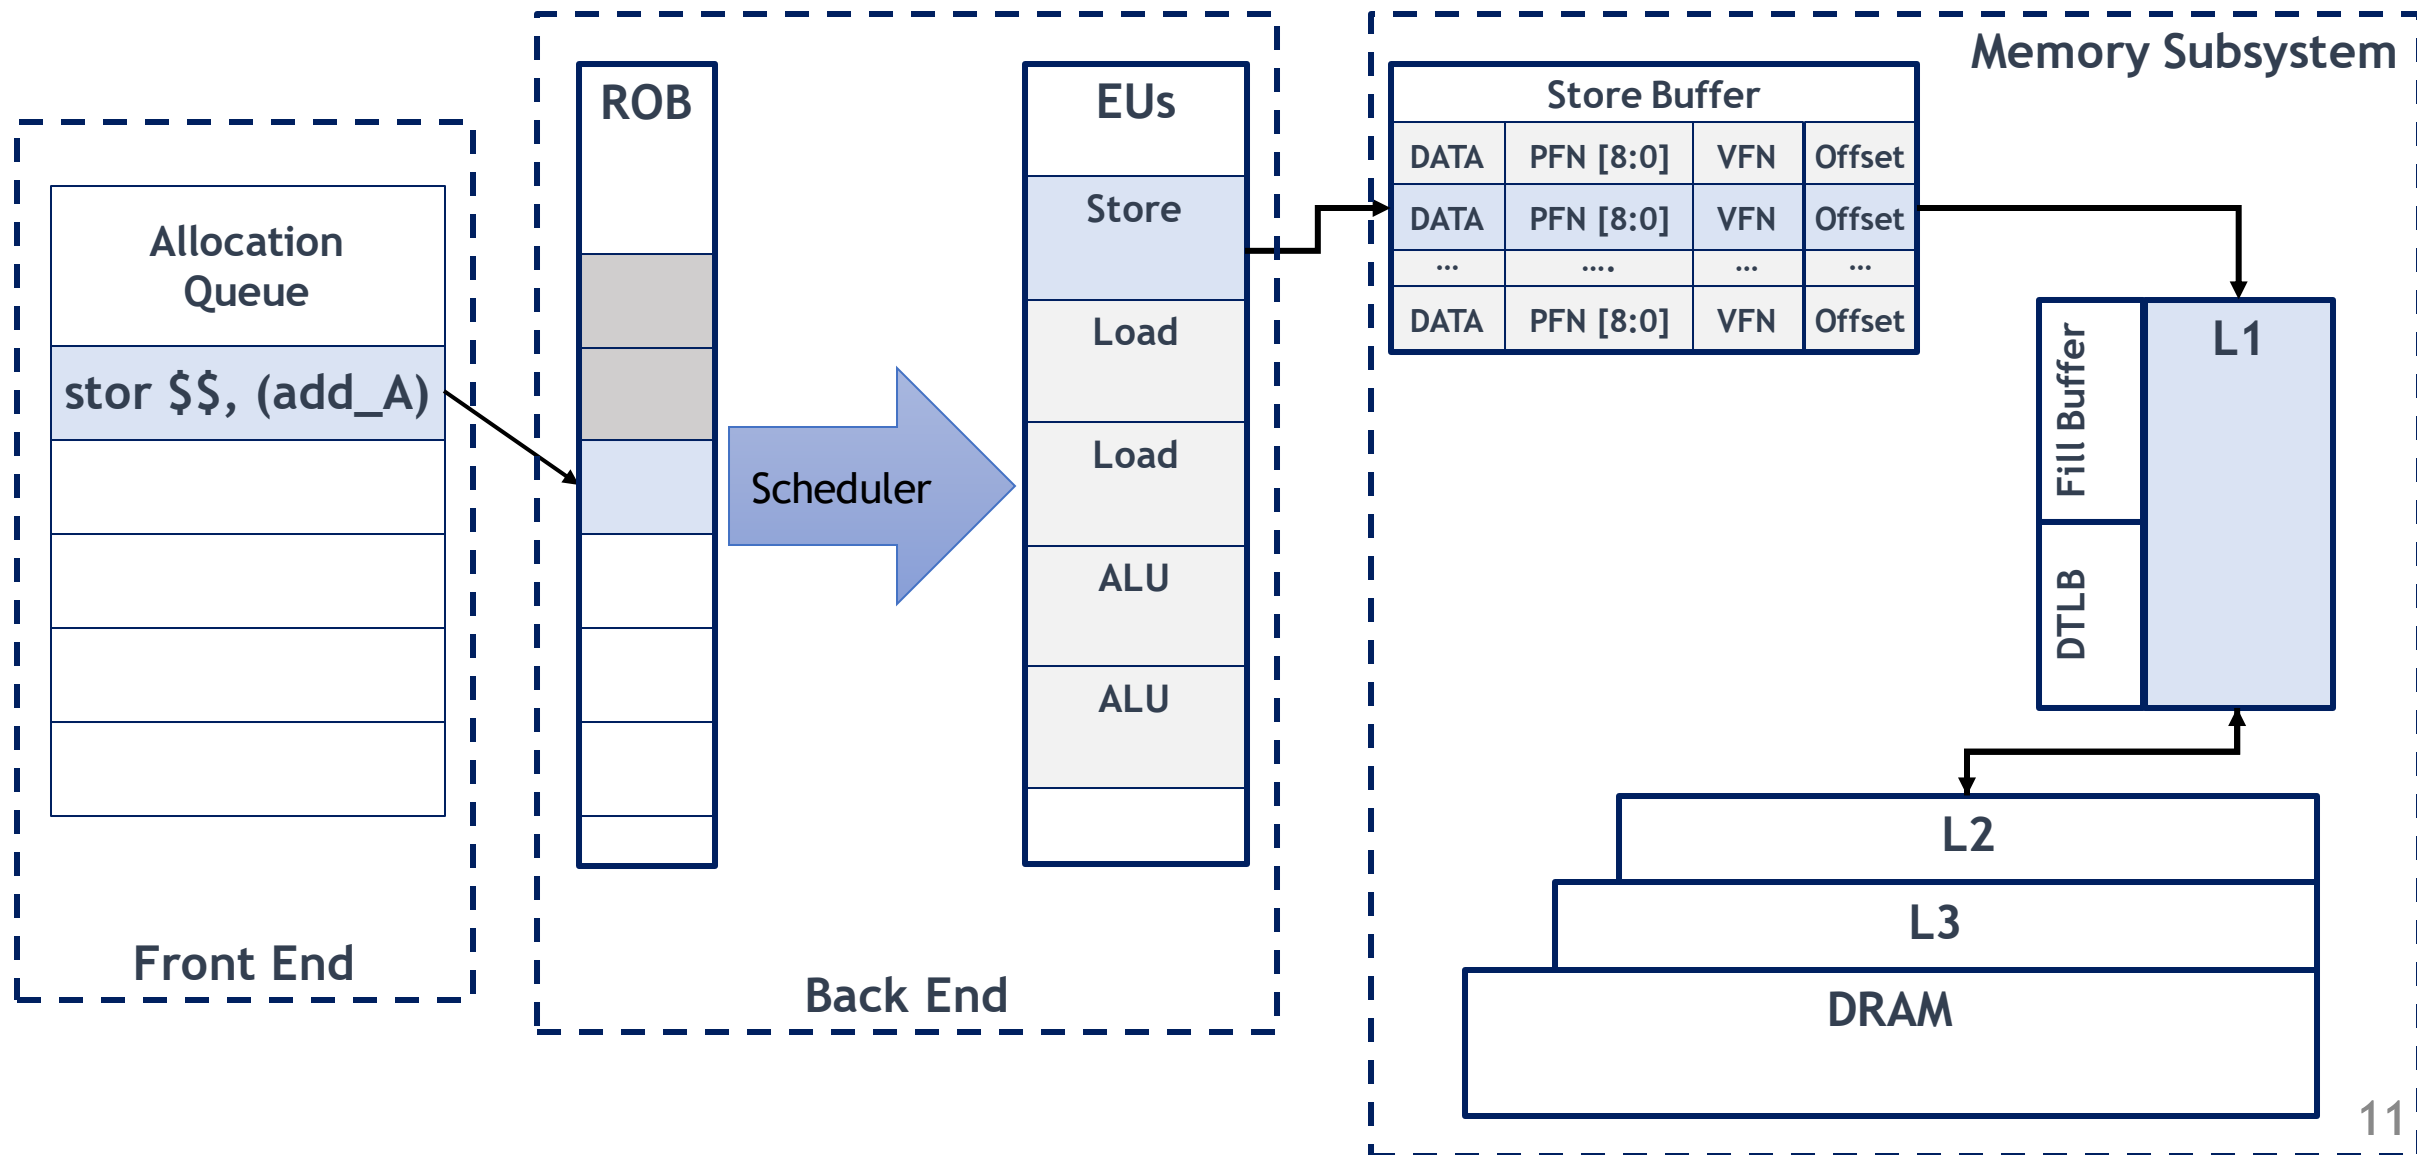 Allocation
Queue
stor $$, (add_A)
Front End
ROB
Scheduler
EUs
Store
Load
Load
ALU
ALU
Back End
Memory Subsystem
Store Buffer
DATA PFN [8:0] VFN Offset
DATA PFN [8:0] VFN Offset
... .... ... ...
DATA PFN [8:0] VFN Offset
Fill Buffer
DTLB
L1
L2
L3
DRAM
11